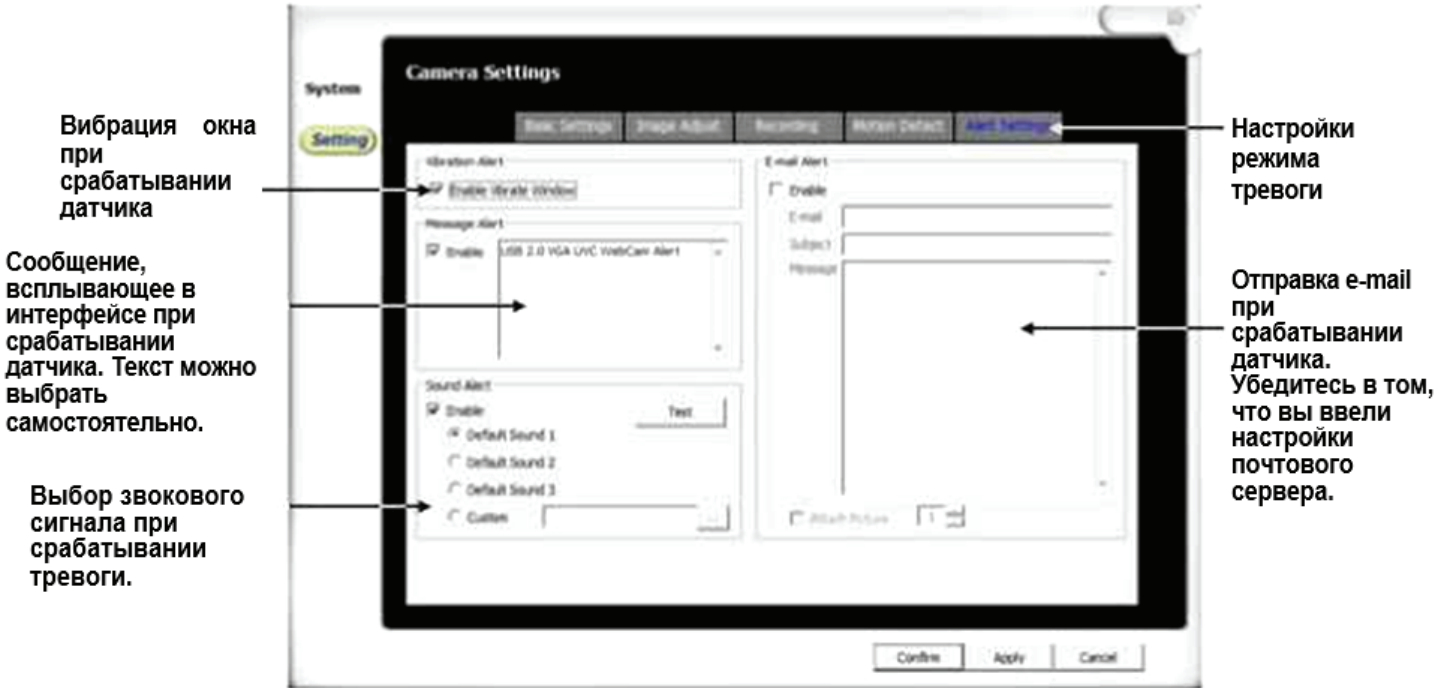 Camera Settings
System
Setting
Basic Settings Image Adjust Recording Motion Detect Alert Settings
Вибрация окна
при
срабатывании
датчика
Сообщение,
всплывающее в
интерфейсе при
срабатывании
датчика. Текст можно
выбрать
самостоятельно.
Выбор звокового
сигнала при
срабатывании
тревоги.
Vibration Alert
Enable Vibrate Window
Message Alert
Enable
USB 2.0 VGA UVC WebCam Alert
Sound Alert
Enable
Test
Default Sound 1
Default Sound 2
Default Sound 3
Custom
...
E-mail Alert
Enable
E-mail
Subject
Message
Attach Picture 1
Настройки
режима
тревоги
Отправка e-mail
при
срабатывании
датчика.
Убедитесь в том,
что вы ввели
настройки
почтового
сервера.
Confirm Apply Cancel